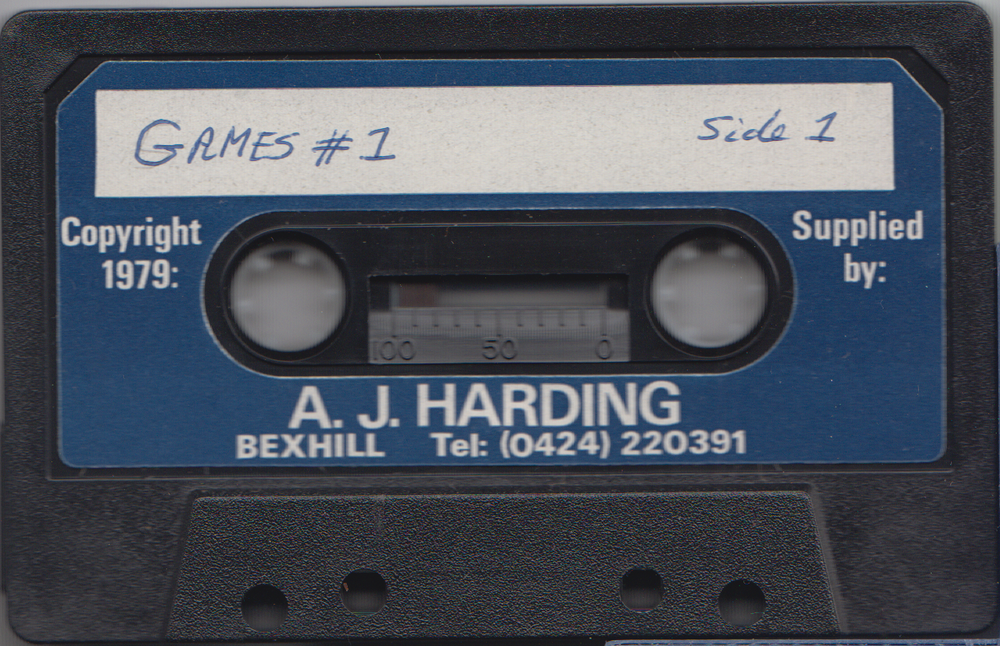 GAMES #1 Side 1
Copyright
1979:
Supplied
by:
100 50 0
A. J. HARDING
BEXHILL Tel: (0424) 220391